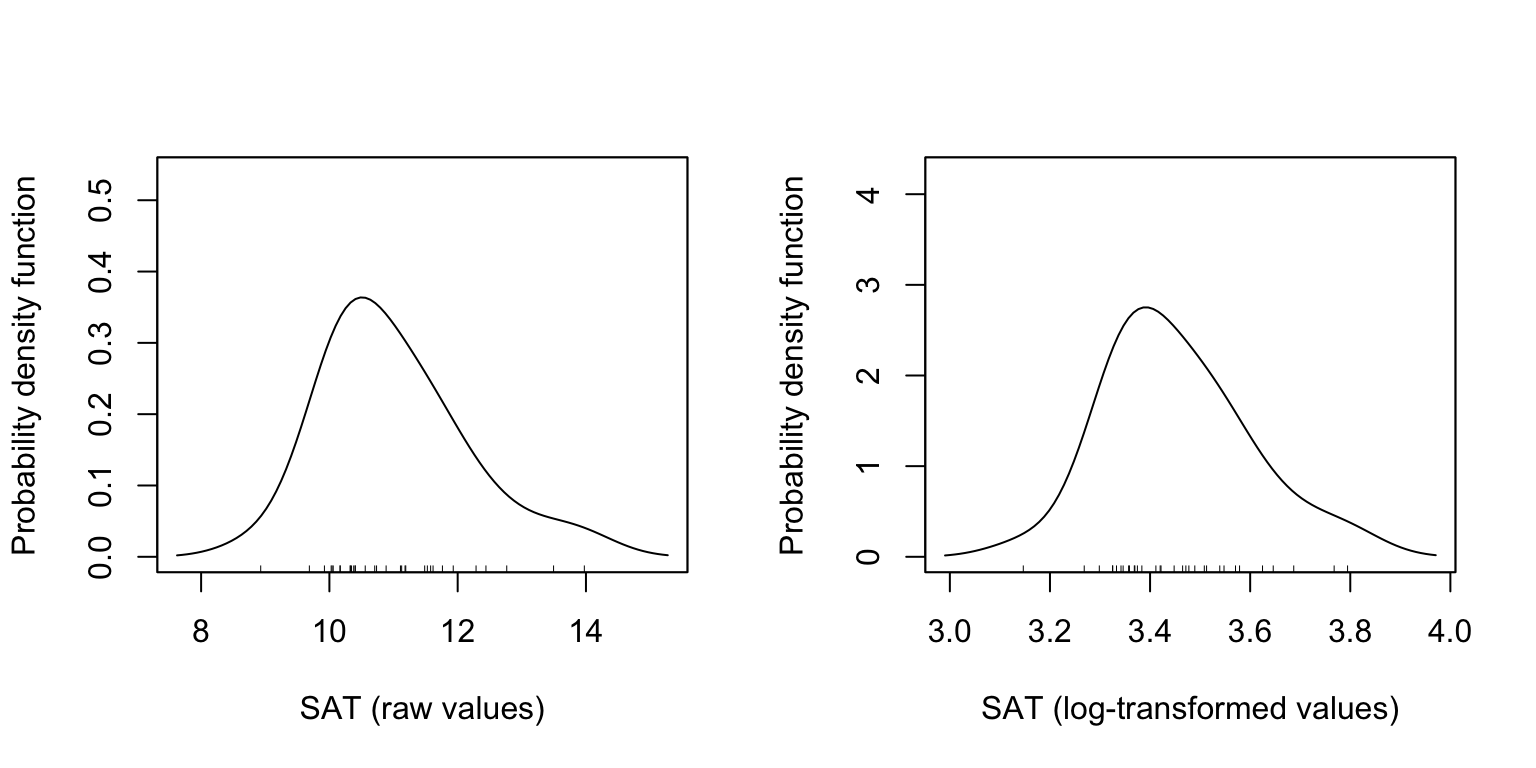 Probability density function
0.5
0.4
0.3
0.2
0.1
0.0
8 10 12 14
SAT (raw values)
Probability density function
4
3
2
1
0
3.0 3.2 3.4 3.6 3.8 4.0
SAT (log-transformed values)